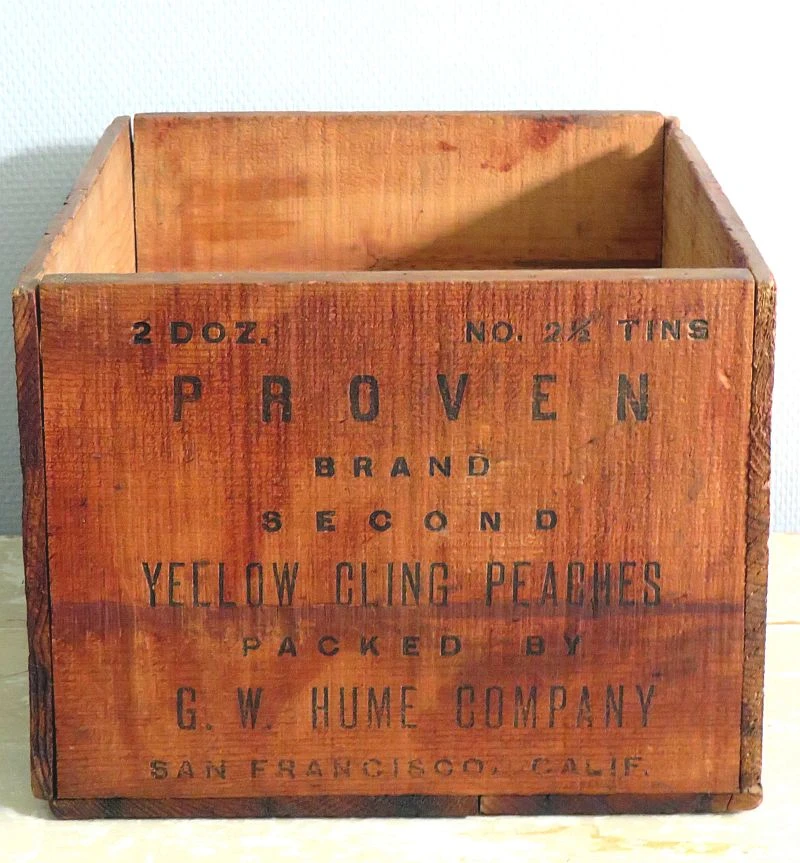 2 DOZ. NO. 2½ TINS
PROVEN
BRAND
SECOND
YELLOW CLING PEACHES
PACKED BY
G. W. HUME COMPANY
SAN FRANCISCO, CALIF.